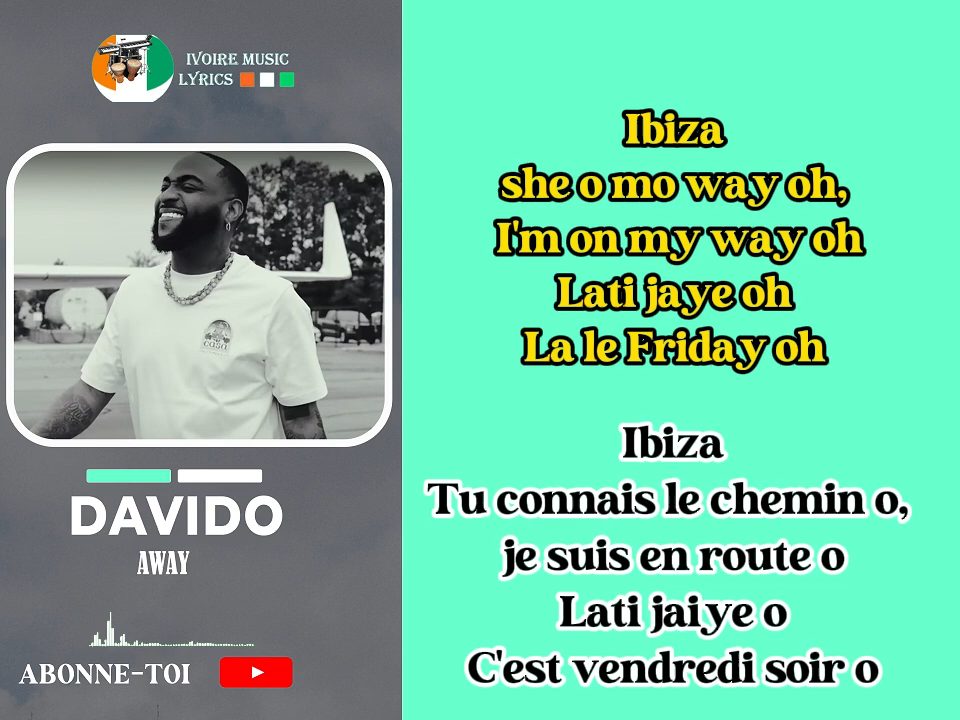 IVOIRE MUSIC
LYRICS
casa
DAVIDO
AWAY
ABONNE-TOI
Ibiza
she o mo way oh,
I'm on my way oh
Lati jaye oh
La le Friday oh
Ibiza
Tu connais le chemin o,
je suis en route o
Lati jaiye o
C'est vendredi soir o